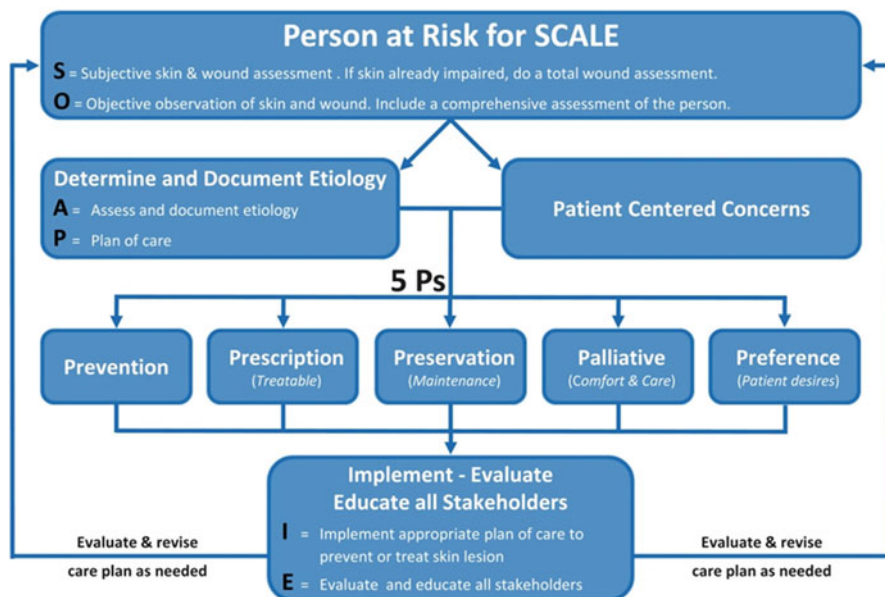 Person at Risk for SCALE
S = Subjective skin & wound assessment . If skin already impaired, do a total wound assessment.
O = Objective observation of skin and wound. Include a comprehensive assessment of the person.
Determine and Document Etiology
A = Assess and document etiology
P = Plan of care
Patient Centered Concerns
5 Ps
Prevention
Prescription
(Treatable)
Preservation
(Maintenance)
Palliative
(Comfort & Care)
Preference
(Patient desires)
Implement - Evaluate
Educate all Stakeholders
I = Implement appropriate plan of care to
prevent or treat skin lesion
E = Evaluate and educate all stakeholders
Evaluate & revise
care plan as needed
Evaluate & revise
care plan as needed